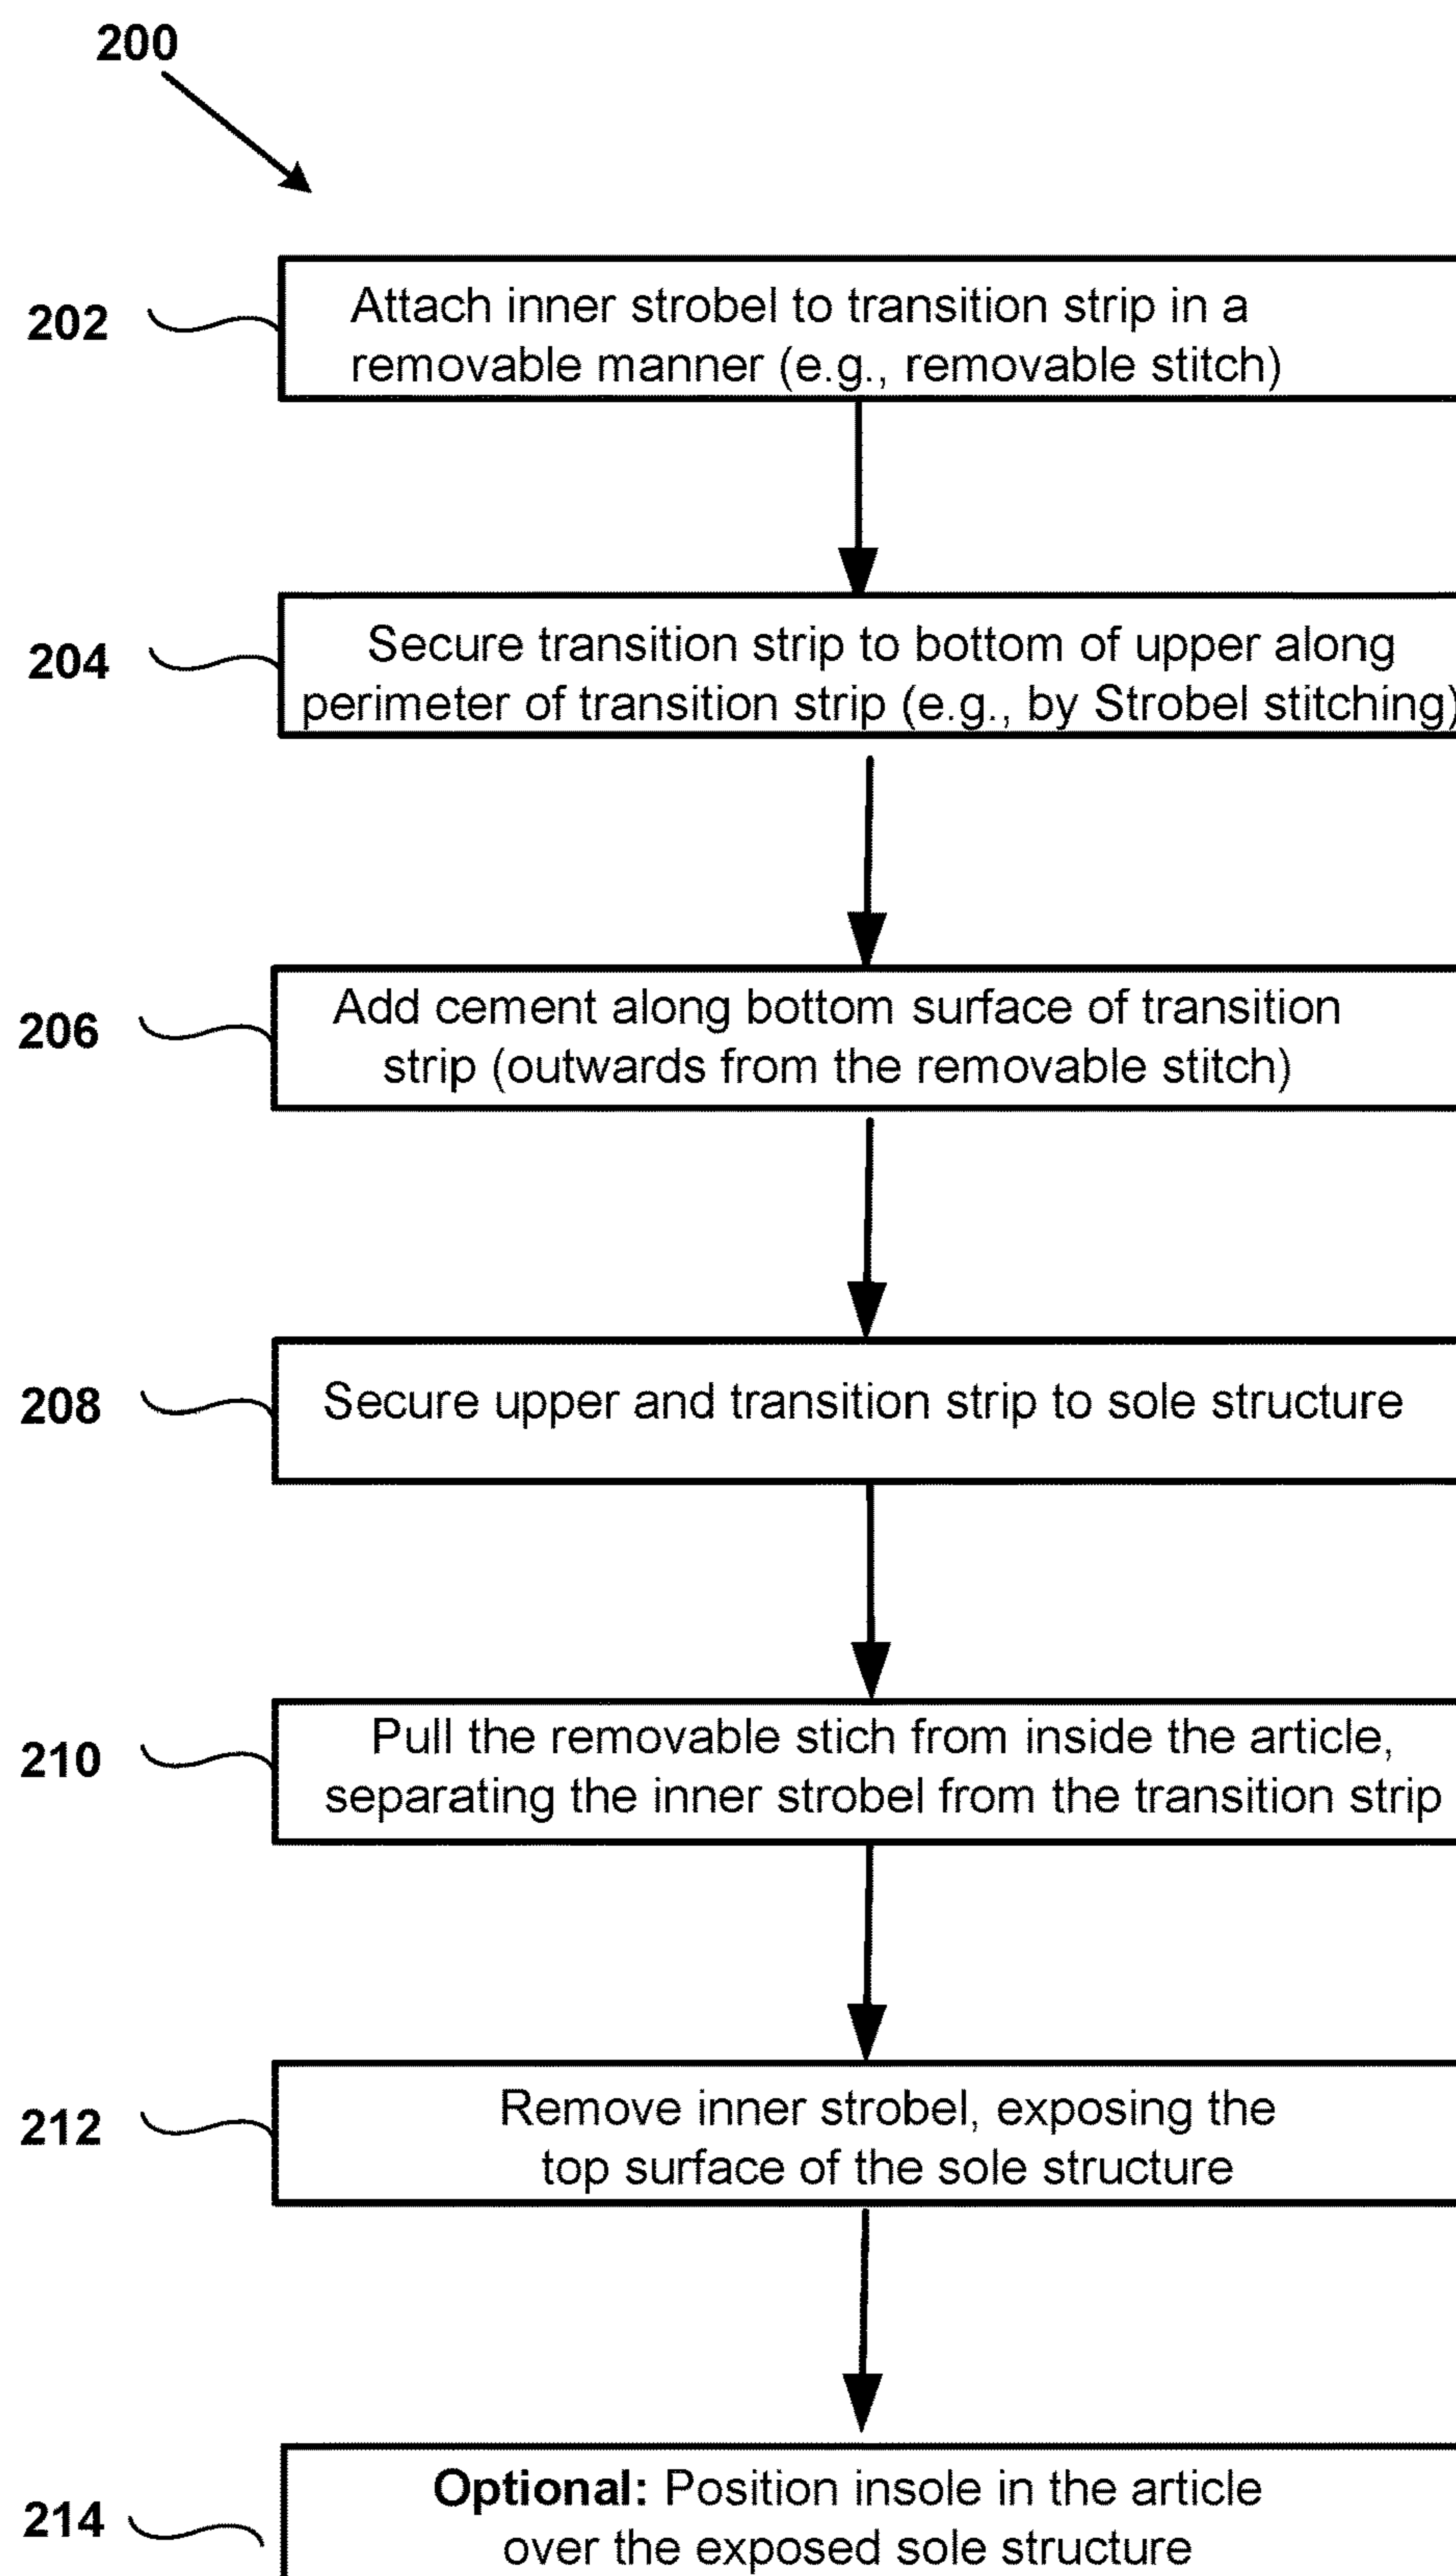 200
202
Attach inner strobel to transition strip in a
removable manner (e.g., removable stitch)
204
Secure transition strip to bottom of upper along
perimeter of transition strip (e.g., by Strobel stitching)
206
Add cement along bottom surface of transition
strip (outwards from the removable stitch)
208
Secure upper and transition strip to sole structure
210
Pull the removable stich from inside the article,
separating the inner strobel from the transition strip
212
Remove inner strobel, exposing the
top surface of the sole structure
214
Optional: Position insole in the article
over the exposed sole structure